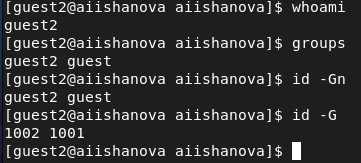 [guest2@aiishanova aiishanova]$ whoami
guest2
[guest2@aiishanova aiishanova]$ groups
guest2 guest
[guest2@aiishanova aiishanova]$ id -Gn
guest2 guest
[guest2@aiishanova aiishanova]$ id -G
1002 1001
[guest2@aiishanova aiishanova]$